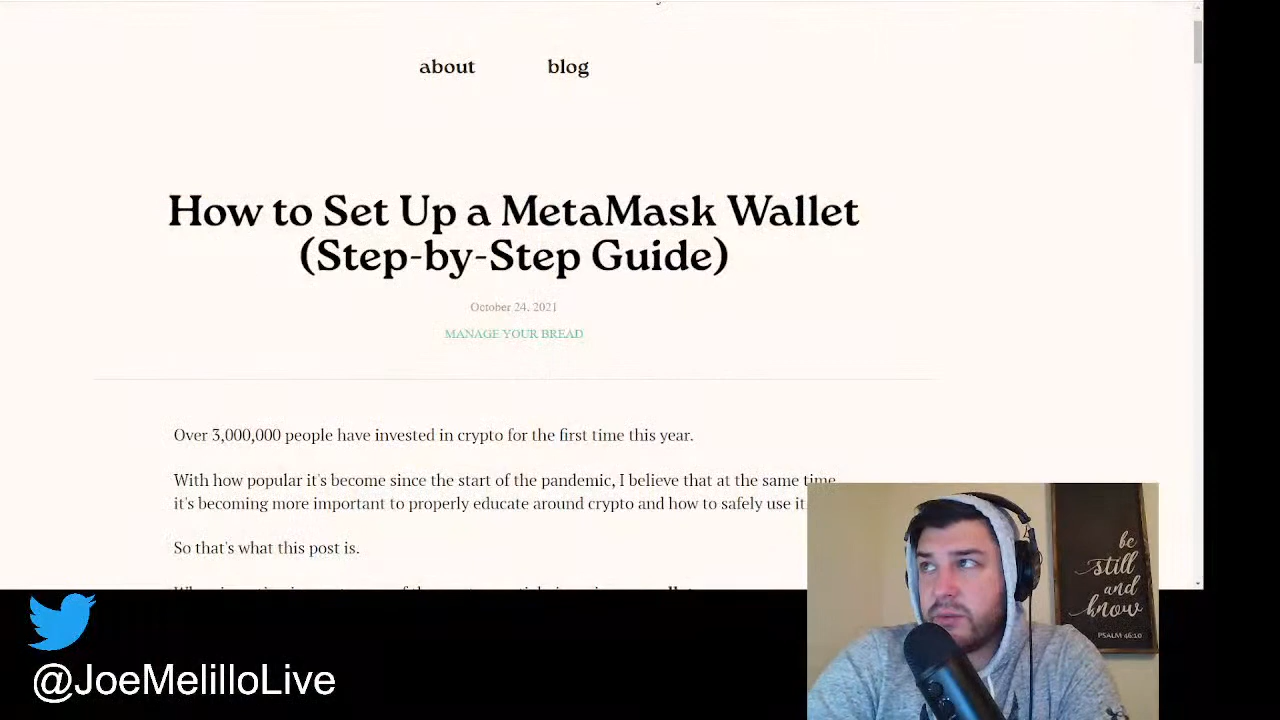 about blog
How to Set Up a MetaMask Wallet
(Step-by-Step Guide)
October 24, 2021
MANAGE YOUR BREAD
Over 3,000,000 people have invested in crypto for the first time this year.
With how popular it's become since the start of the pandemic, I believe that at the same time
it's becoming more important to properly educate around crypto and how to safely use it
So that's what this post is.
be
still
and
know
PSALM 46:10
@JoeMelilloLive